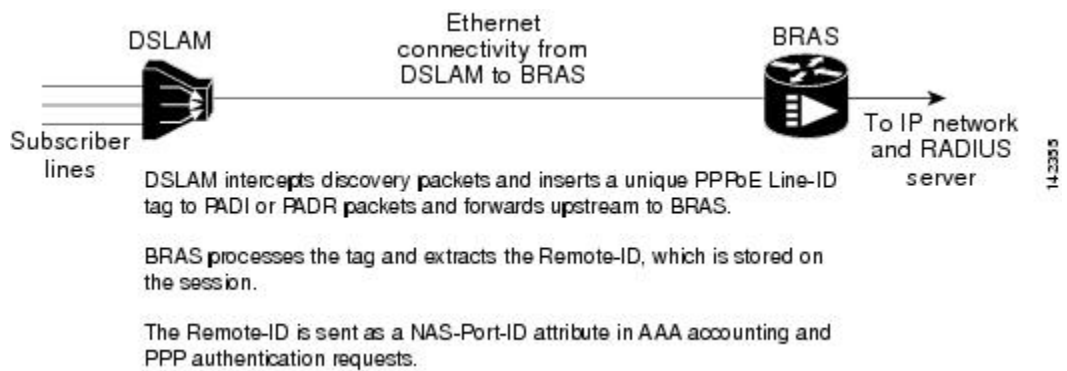 DSLAM
Ethernet
connectivity from
DSLAM to BRAS
BRAS
Subscriber
lines
To IP network
and RADIUS
server
142355
DSLAM intercepts discovery packets and inserts a unique PPPoE Line-ID
tag to PADI or PADR packets and forwards upstream to BRAS.
BRAS processes the tag and extracts the Remote-ID, which is stored on
the session.
The Remote-ID is sent as a NAS-Port-ID attribute in AAA accounting and
PPP authentication requests.